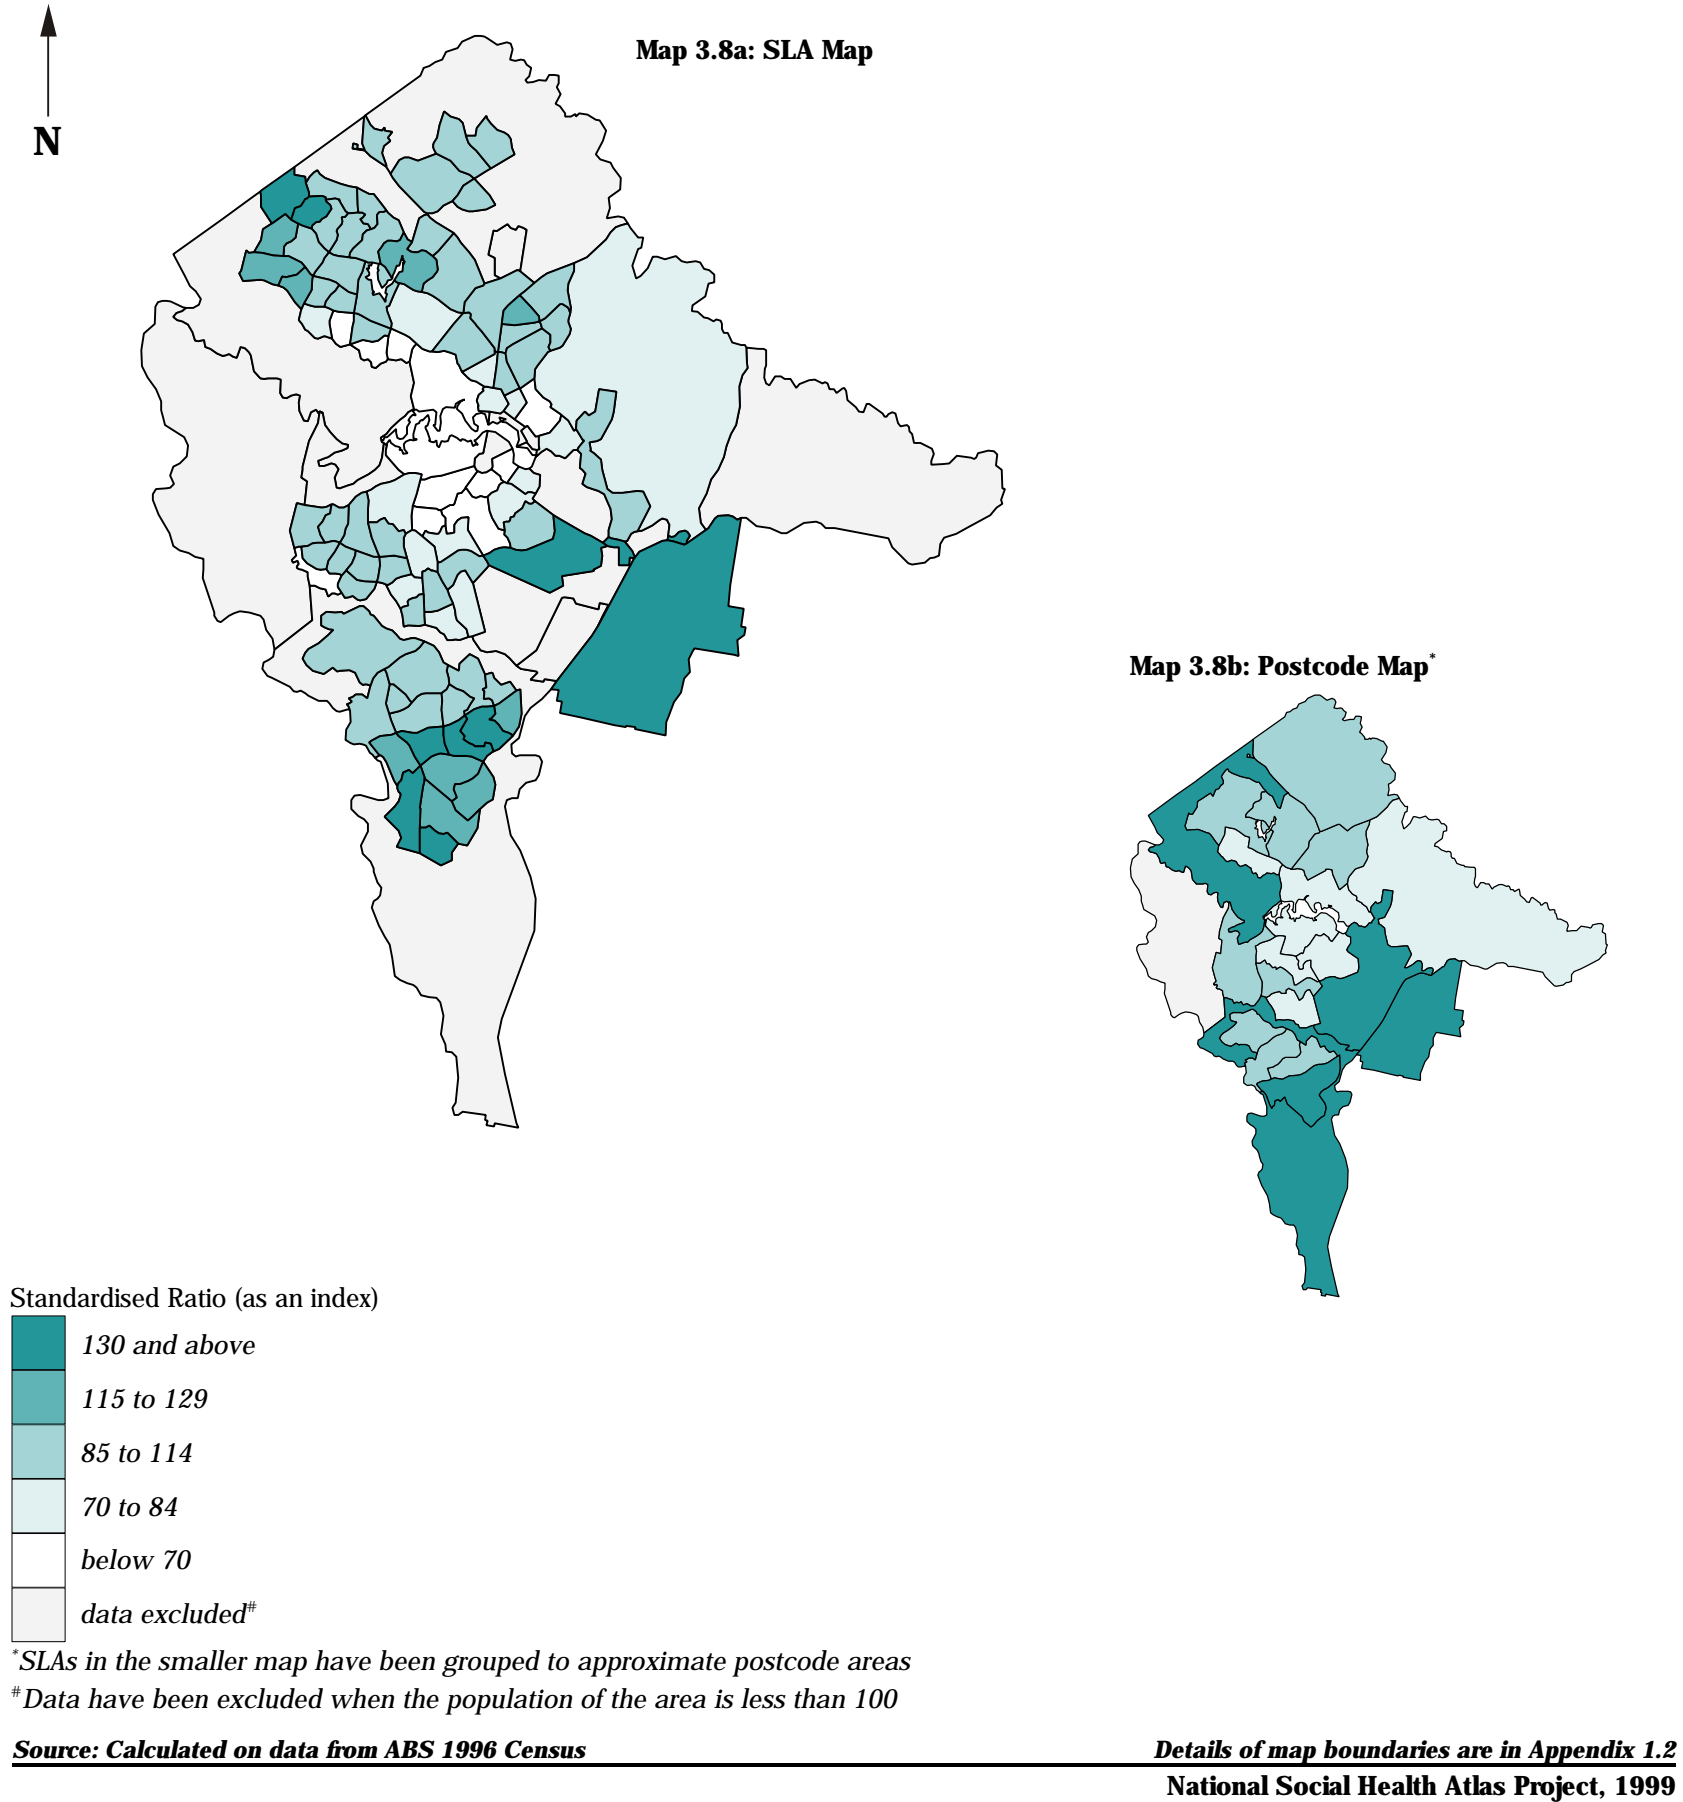 Map 3.8a: SLA Map
N
Map 3.8b: Postcode Map*
Standardised Ratio (as an index)
130 and above
115 to 129
85 to 114
70 to 84
below 70
data excluded#
*SLAs in the smaller map have been grouped to approximate postcode areas
#Data have been excluded when the population of the area is less than 100
Source: Calculated on data from ABS 1996 Census
Details of map boundaries are in Appendix 1.2
National Social Health Atlas Project, 1999